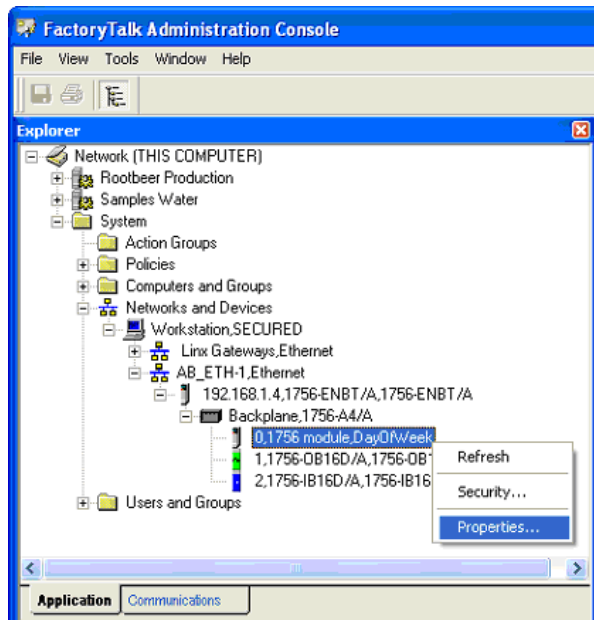 FactoryTalk Administration Console
File View Tools Window Help
Explorer
Network (THIS COMPUTER)
Rootbeer Production
Samples Water
System
Action Groups
Policies
Computers and Groups
Networks and Devices
Workstation,SECURED
Linx Gateways,Ethernet
AB_ETH-1,Ethernet
192.168.1.4,1756-ENBT/A,1756-ENBT/A
Backplane,1756-A4/A
0,1756 module,DayOfWeek
1,1756-OB16D/A,1756-OB1
2,1756-IB16D/A,1756-IB16
Users and Groups
Refresh
Security...
Properties...
Application Communications